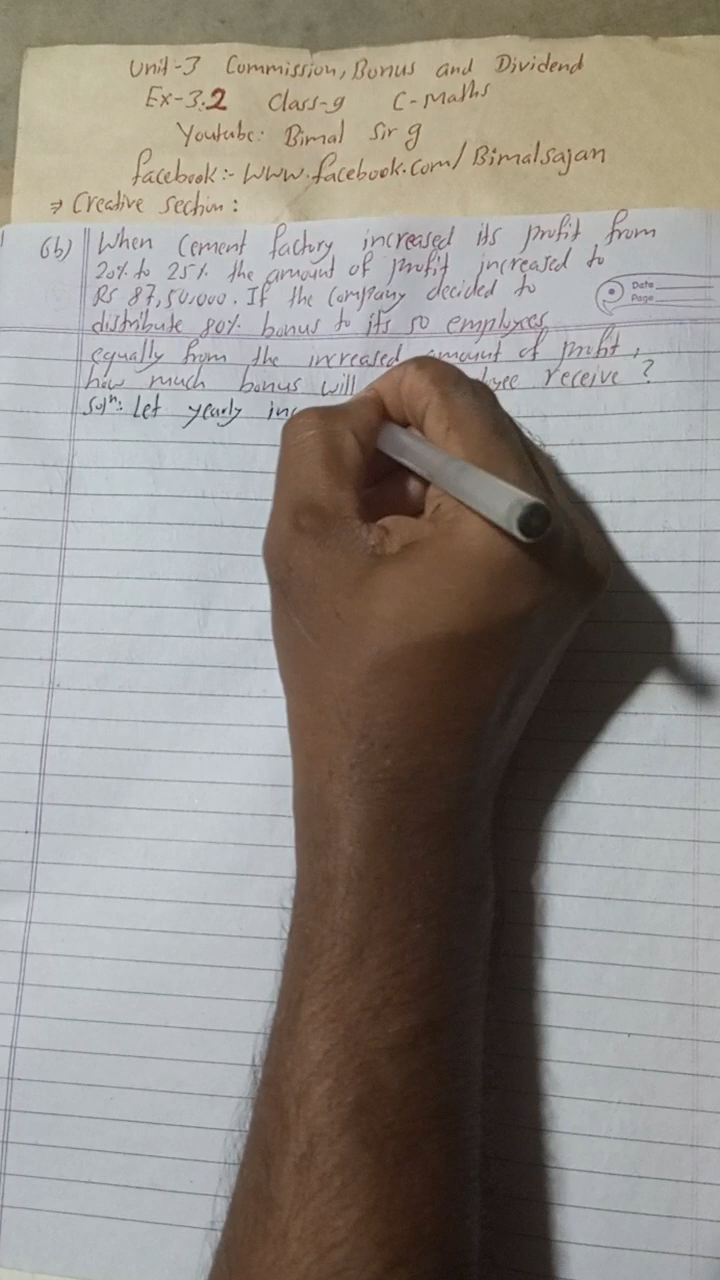 Unit-3 Commission, Bonus and Dividend
Ex-3.2 Class-9 C-Maths
Youtube: Bimal Sir g
facebook:- www.facebook.com/Bimalsajan
⇒ Creative section:
6b) When Cement factory increased its profit from
20% to 25% the amount of profit increased to
RS 87,50,000. If the company decided to
Date
Page
distribute 80% bonus to its 50 employees
equally from the increased amount of profit,
how much bonus will receive ?
Solⁿ: Let yearly inc